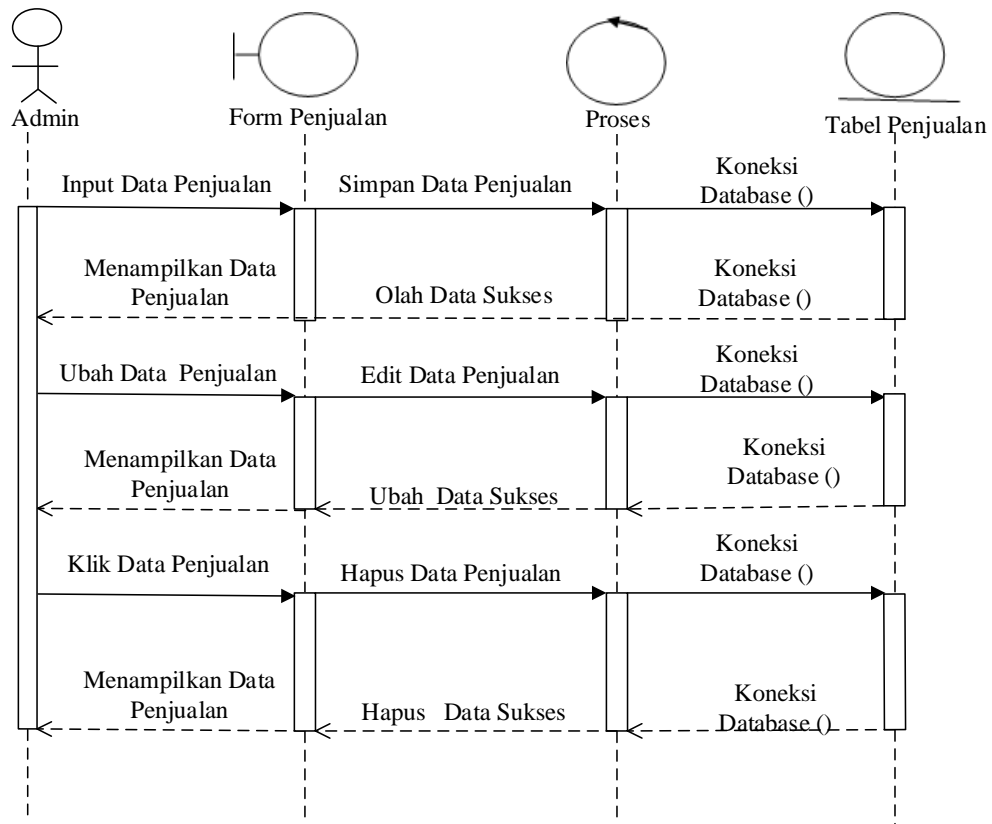 Admin
Form Penjualan
Proses
Tabel Penjualan
Input Data Penjualan
Simpan Data Penjualan
Koneksi
Database ()
Menampilkan Data
Penjualan
Olah Data Sukses
Koneksi
Database ()
Ubah Data  Penjualan
Edit Data Penjualan
Koneksi
Database ()
Menampilkan Data
Penjualan
Ubah  Data Sukses
Koneksi
Database ()
Klik Data Penjualan
Hapus Data Penjualan
Koneksi
Database ()
Menampilkan Data
Penjualan
Hapus   Data Sukses
Koneksi
Database ()